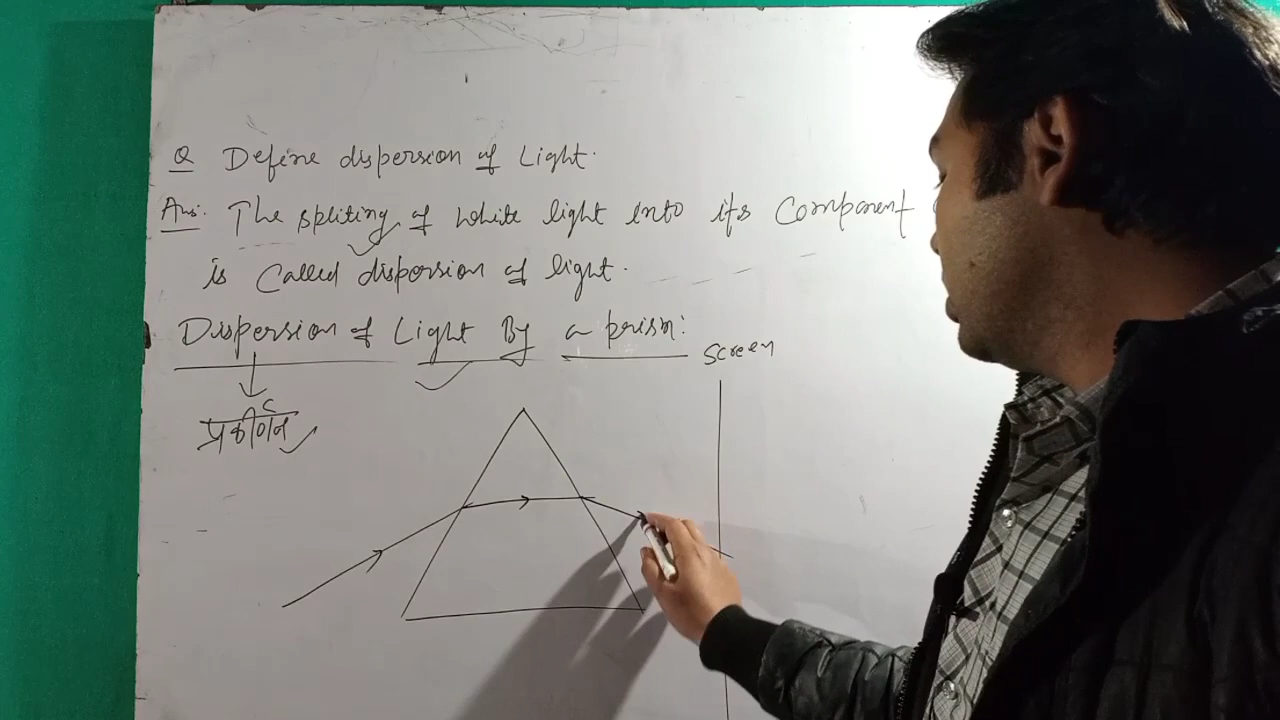 Q Define dispersion of Light.
Ans: The spliting of white light into its Component
is Called dispersion of light.
Dispersion of Light By a prism:
Screen
प्रकीर्णन